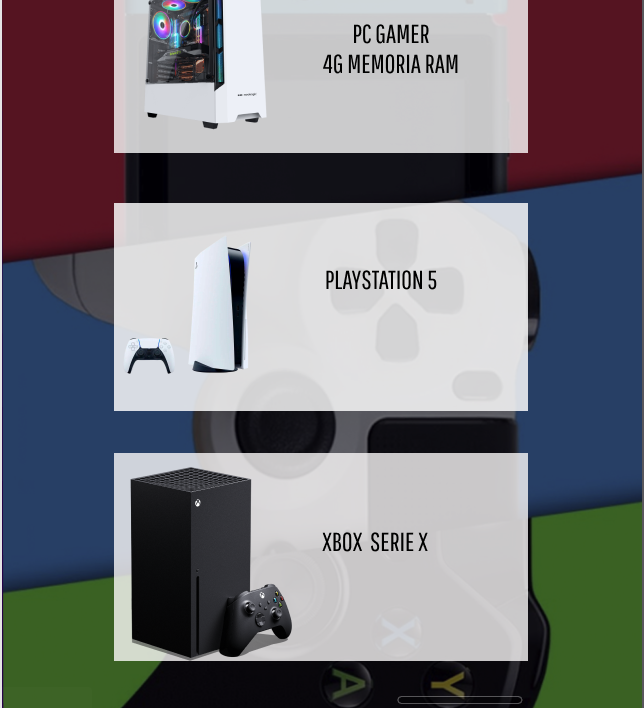 PC GAMER
4G MEMORIA RAM
PLAYSTATION 5
XBOX SERIE X
X
A
Y